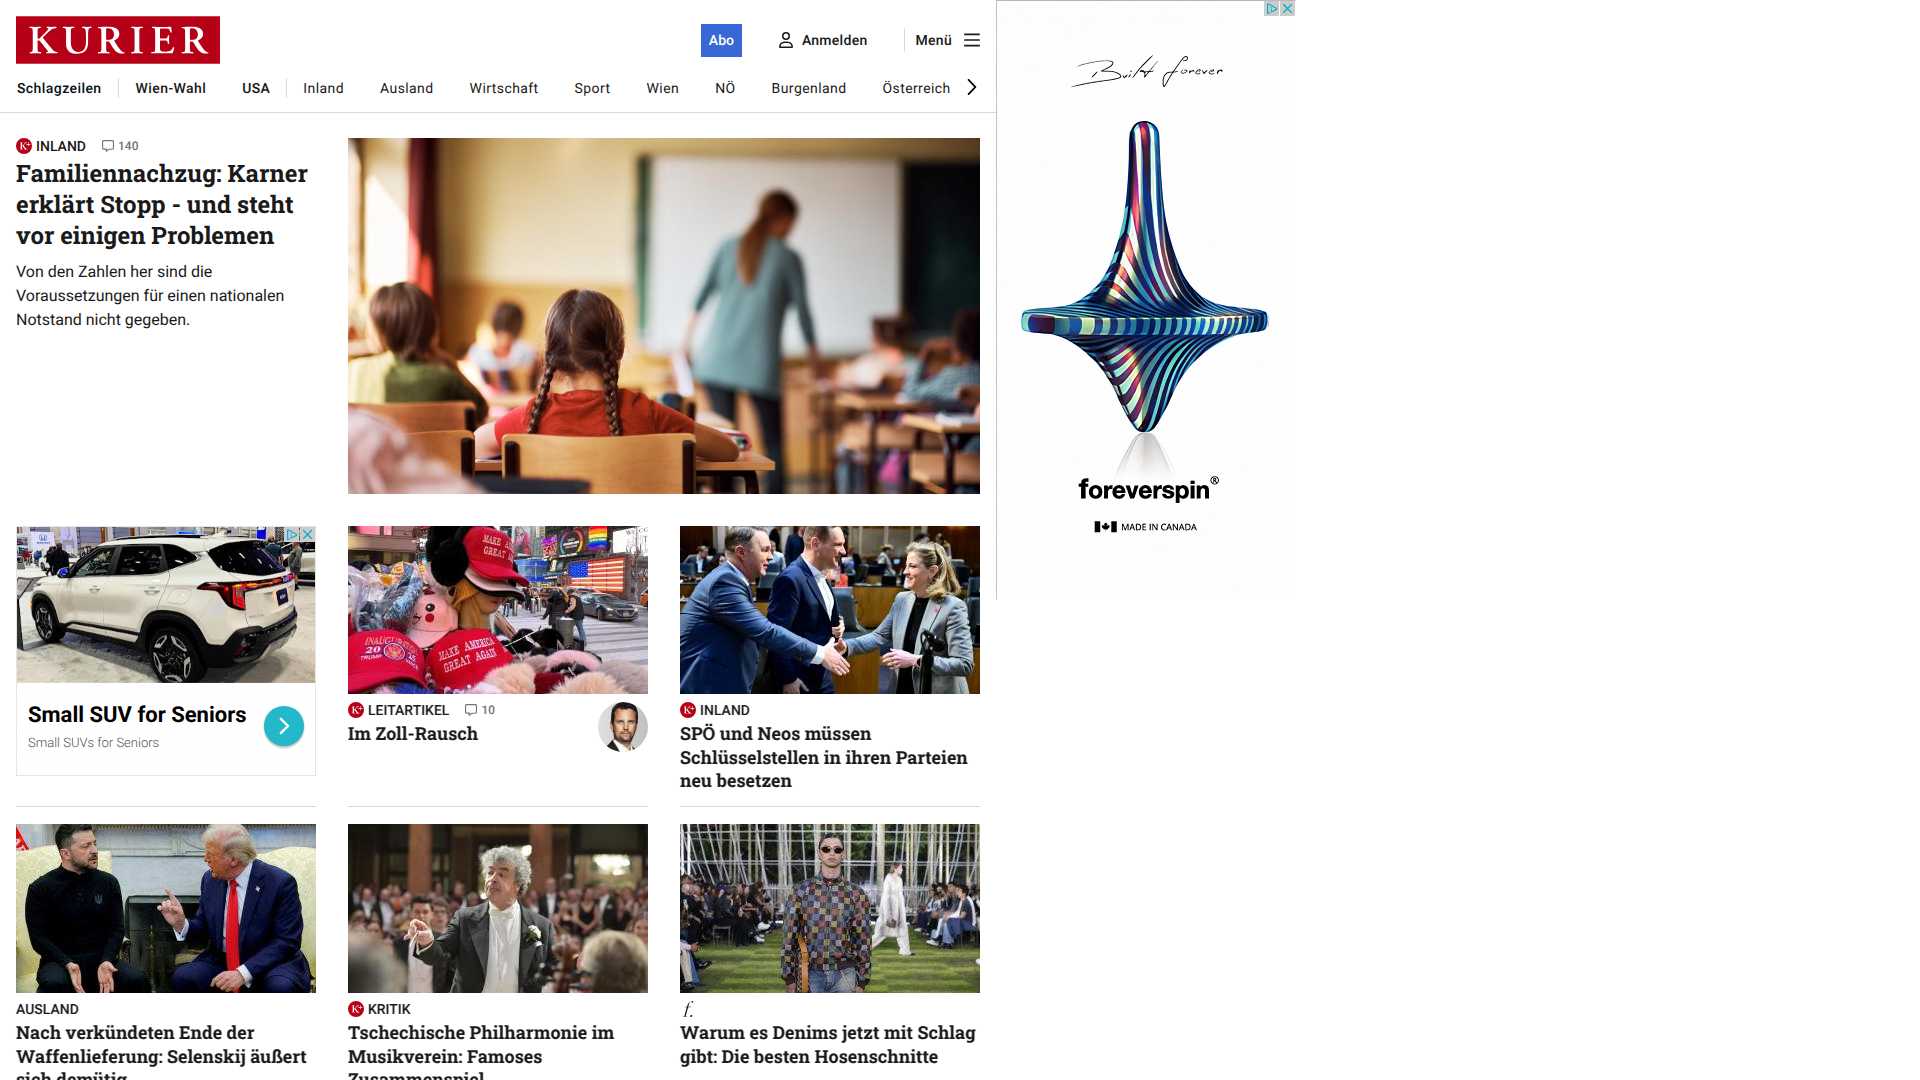 KURIER
Abo
Anmelden
Menü
Schlagzeilen
Wien-Wahl
USA
Inland
Ausland
Wirtschaft
Sport
Wien
NÖ
Burgenland
Österreich
K+ INLAND 140
Familiennachzug: Karner
erklärt Stopp - und steht
vor einigen Problemen
Von den Zahlen her sind die
Voraussetzungen für einen nationalen
Notstand nicht gegeben.
Built forever
foreverspin®
MADE IN CANADA
Small SUV for Seniors
Small SUVs for Seniors
MAKE AMERICA
GREAT AGAIN
K+ LEITARTIKEL 10
Im Zoll-Rausch
K+ INLAND
SPÖ und Neos müssen
Schlüsselstellen in ihren Parteien
neu besetzen
AUSLAND
Nach verkündeten Ende der
Waffenlieferung: Selenskij äußert
sich demütig
K+ KRITIK
Tschechische Philharmonie im
Musikverein: Famoses
Zusammenspiel
f.
Warum es Denims jetzt mit Schlag
gibt: Die besten Hosenschnitte